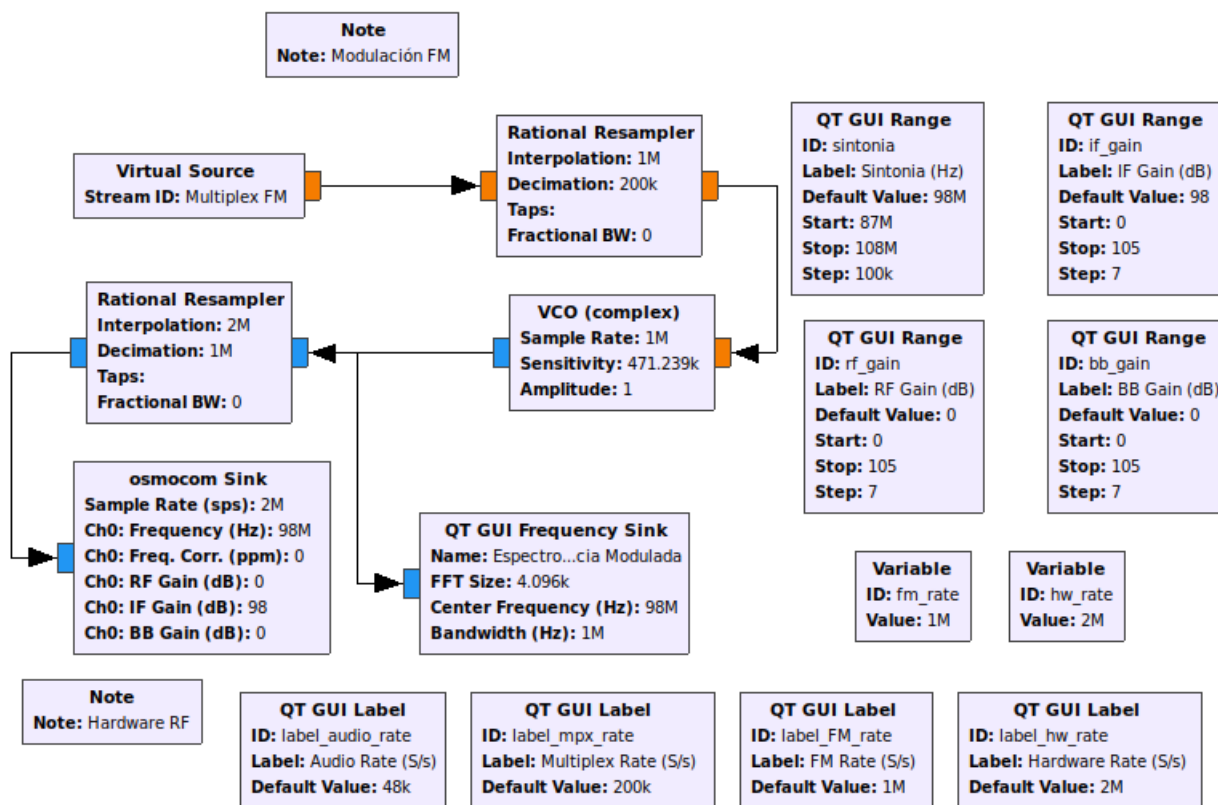 Note
Note: Modulación FM
Virtual Source
Stream ID: Multiplex FM
Rational Resampler
Interpolation: 1M
Decimation: 200k
Taps:
Fractional BW: 0
QT GUI Range
ID: sintonia
Label: Sintonia (Hz)
Default Value: 98M
Start: 87M
Stop: 108M
Step: 100k
QT GUI Range
ID: if_gain
Label: IF Gain (dB)
Default Value: 98
Start: 0
Stop: 105
Step: 7
Rational Resampler
Interpolation: 2M
Decimation: 1M
Taps:
Fractional BW: 0
VCO (complex)
Sample Rate: 1M
Sensitivity: 471.239k
Amplitude: 1
QT GUI Range
ID: rf_gain
Label: RF Gain (dB)
Default Value: 0
Start: 0
Stop: 105
Step: 7
QT GUI Range
ID: bb_gain
Label: BB Gain (dB)
Default Value: 0
Start: 0
Stop: 105
Step: 7
osmocom Sink
Sample Rate (sps): 2M
Ch0: Frequency (Hz): 98M
Ch0: Freq. Corr. (ppm): 0
Ch0: RF Gain (dB): 0
Ch0: IF Gain (dB): 98
Ch0: BB Gain (dB): 0
QT GUI Frequency Sink
Name: Espectro...cia Modulada
FFT Size: 4.096k
Center Frequency (Hz): 98M
Bandwidth (Hz): 1M
Variable
ID: fm_rate
Value: 1M
Variable
ID: hw_rate
Value: 2M
Note
Note: Hardware RF
QT GUI Label
ID: label_audio_rate
Label: Audio Rate (S/s)
Default Value: 48k
QT GUI Label
ID: label_mpx_rate
Label: Multiplex Rate (S/s)
Default Value: 200k
QT GUI Label
ID: label_FM_rate
Label: FM Rate (S/s)
Default Value: 1M
QT GUI Label
ID: label_hw_rate
Label: Hardware Rate (S/s)
Default Value: 2M